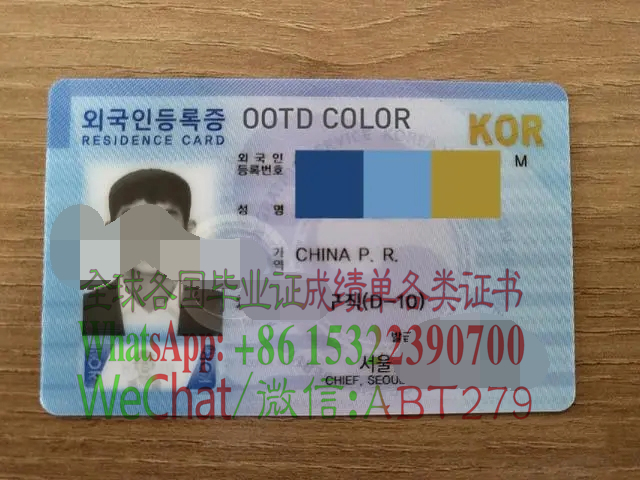 외국인등록증 OOTD COLOR
RESIDENCE CARD
KOR
외국인
등록번호
M
성 명
CHINA P. R.
전球各国毕业证成绩单各类证书
구직(D-10)
WhatsApp: +86 15322390700
서울
CHIEF, SEOUL
WeChat/微信:ABT279